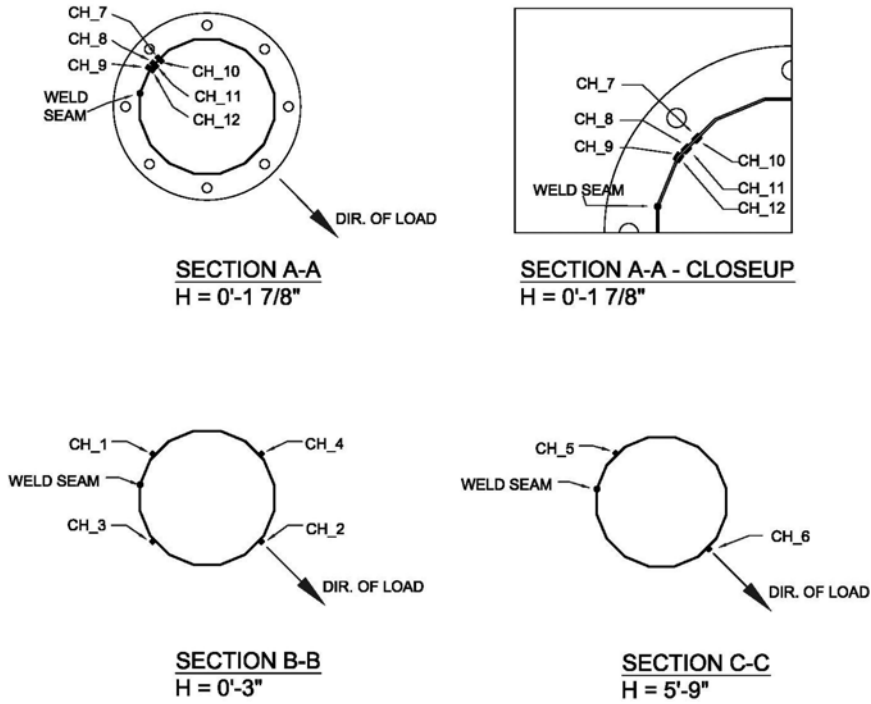 CH_7
CH_8
CH_9
CH_10
WELD
SEAM
CH_11
CH_12
DIR. OF LOAD
SECTION A-A
H = 0'-1 7/8"
CH_7
CH_8
CH_9
CH_10
CH_11
WELD SEAM
CH_12
SECTION A-A - CLOSEUP
H = 0'-1 7/8"
CH_1
CH_4
WELD SEAM
CH_3
CH_2
DIR. OF LOAD
SECTION B-B
H = 0'-3"
CH_5
WELD SEAM
CH_6
DIR. OF LOAD
SECTION C-C
H = 5'-9"